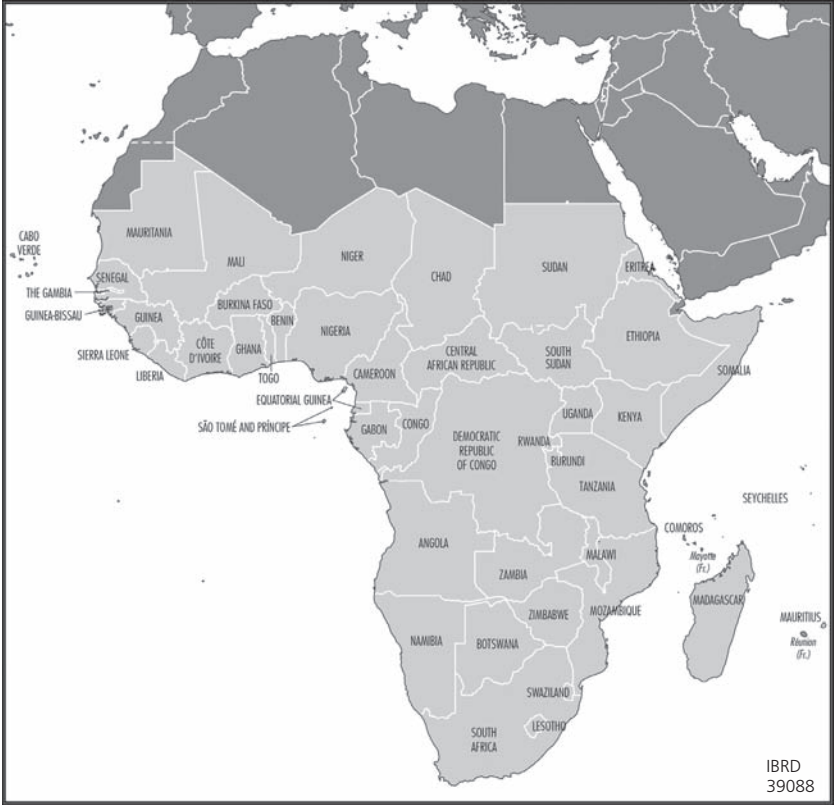 CABO
VERDE
MAURITANIA
MALI
NIGER
CHAD
SUDAN
ERITREA
SENEGAL
THE GAMBIA
GUINEA-BISSAU
GUINEA
BURKINA FASO
BENIN
NIGERIA
ETHIOPIA
SIERRA LEONE
CÔTE
D'IVOIRE
GHANA
LIBERIA
TOGO
CENTRAL
AFRICAN REPUBLIC
SOUTH
SUDAN
SOMALIA
CAMEROON
EQUATORIAL GUINEA
SÃO TOMÉ AND PRÍNCIPE
GABON
CONGO
DEMOCRATIC
REPUBLIC
OF CONGO
UGANDA
KENYA
RWANDA
BURUNDI
TANZANIA
SEYCHELLES
COMOROS
Mayotte
(Fr.)
ANGOLA
MALAWI
ZAMBIA
MADAGASCAR
MOZAMBIQUE
ZIMBABWE
MAURITIUS
Réunion
(Fr.)
NAMIBIA
BOTSWANA
SWAZILAND
LESOTHO
SOUTH
AFRICA
IBRD
39088